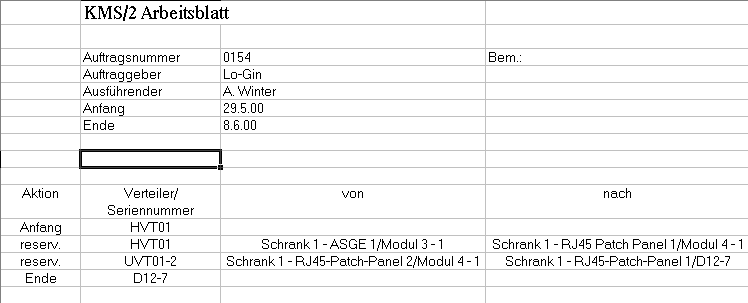 KMS/2 Arbeitsblatt
Auftragsnummer 0154 Bem.:
Auftraggeber Lo-Gin
Ausführender A. Winter
Anfang 29.5.00
Ende 8.6.00
Aktion Verteiler/ von nach
Seriennummer
Anfang HVT01
reserv. HVT01 Schrank 1 - ASGE 1/Modul 3 - 1 Schrank 1 - RJ45 Patch Panel 1/Modul 4 - 1
reserv. UVT01-2 Schrank 1 - RJ45-Patch-Panel 2/Modul 4 - 1 Schrank 1 - RJ45-Patch-Panel 1/D12-7
Ende D12-7